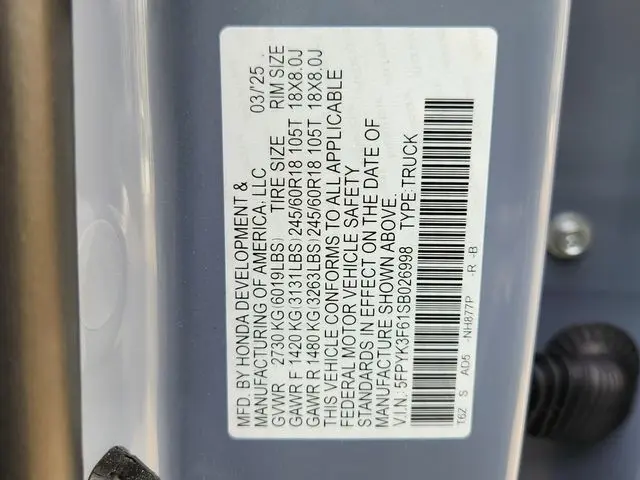 MFD. BY HONDA DEVELOPMENT & 03/'25
MANUFACTURING OF AMERICA, LLC
GVWR 2730 KG(6019LBS) TIRE SIZE RIM SIZE
GAWR F 1420 KG(3131LBS) 245/60R18 105T 18X8.0J
GAWR R 1480 KG(3263LBS) 245/60R18 105T 18X8.0J
THIS VEHICLE CONFORMS TO ALL APPLICABLE
FEDERAL MOTOR VEHICLE SAFETY
STANDARDS IN EFFECT ON THE DATE OF
MANUFACTURE SHOWN ABOVE.
V.I.N.: 5FPYK3F61SB026998 TYPE:TRUCK
T6Z S AD5 -NH877P -R -B